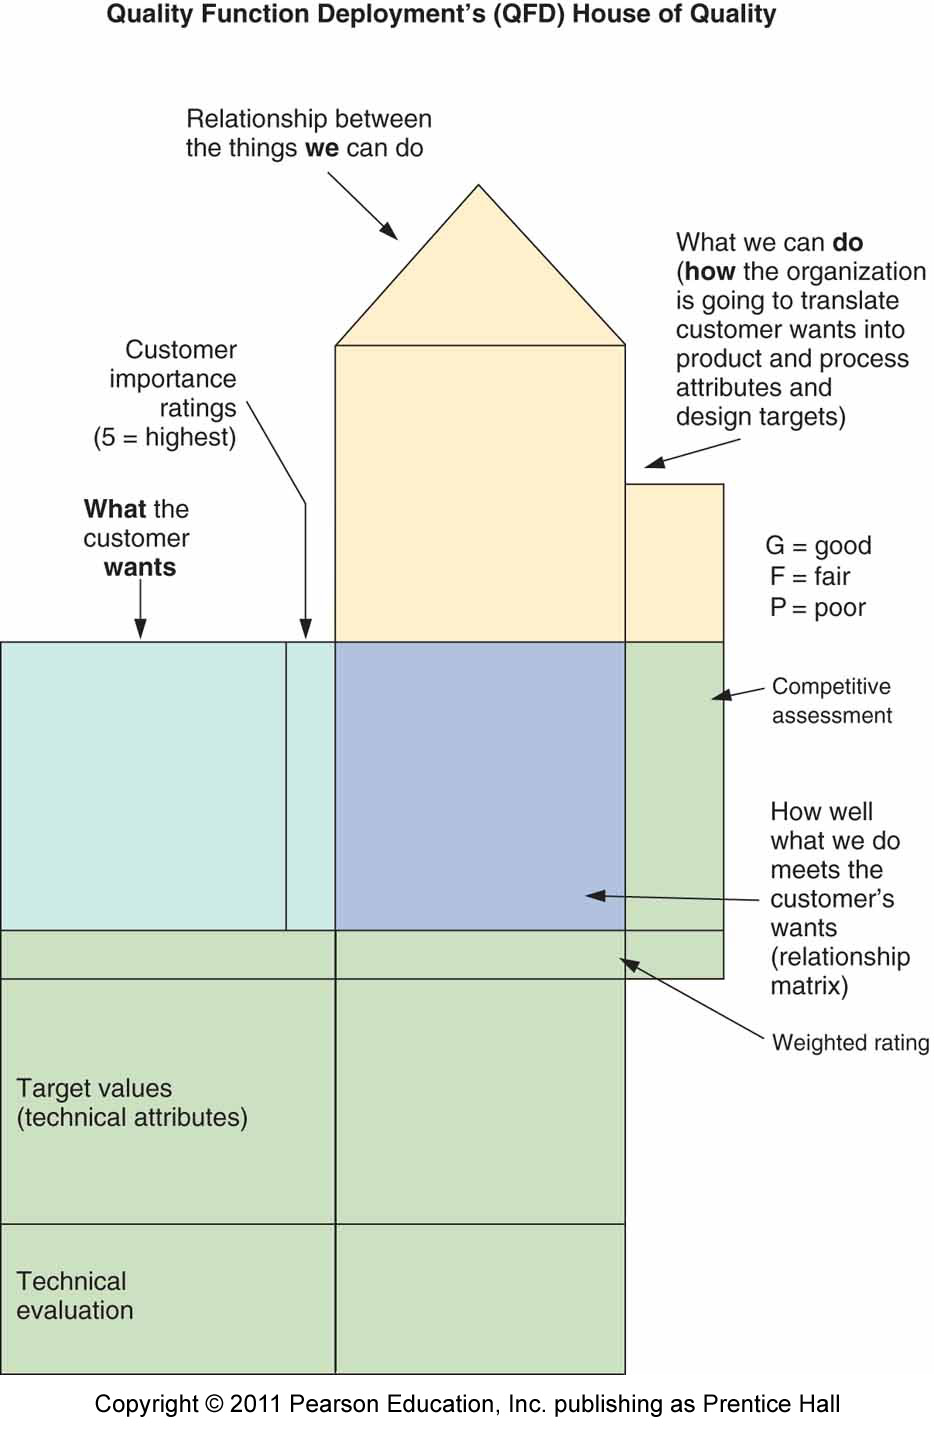 Quality Function Deployment's (QFD) House of Quality
Relationship between
the things we can do
What we can do
(how the organization
is going to translate
customer wants into
product and process
attributes and
design targets)
Customer
importance
ratings
(5 = highest)
What the
customer
wants
G = good
F = fair
P = poor
Competitive
assessment
How well
what we do
meets the
customer's
wants
(relationship
matrix)
Weighted rating
Target values
(technical attributes)
Technical
evaluation
Copyright © 2011 Pearson Education, Inc. publishing as Prentice Hall